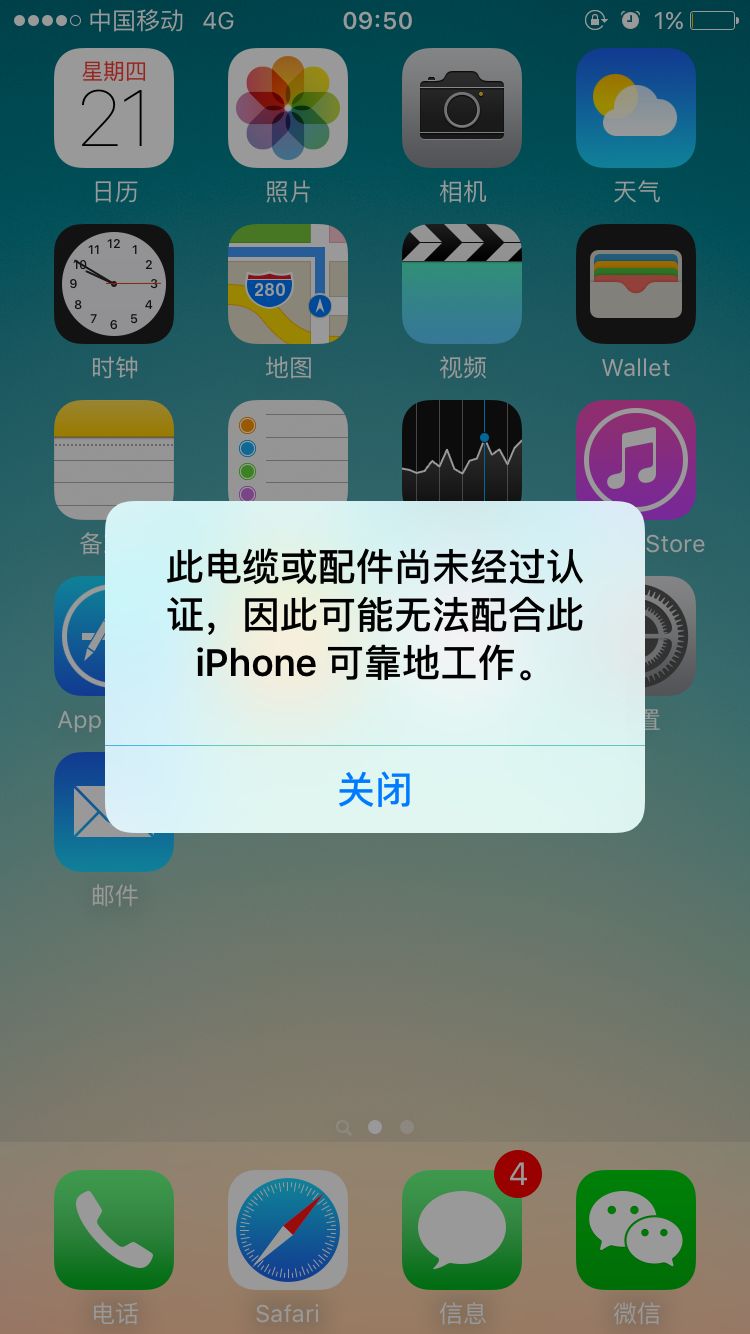 中国移动 4G 09:50 1%
星期四
21
日历 照片 相机 天气
12
11 1
10 2
9 3
8 4
7 5
6
280
时钟 地图 视频 Wallet
备 Store
此电缆或配件尚未经过认
证，因此可能无法配合此
iPhone 可靠地工作。
App 置
关闭
邮件
4
电话 Safari 信息 微信